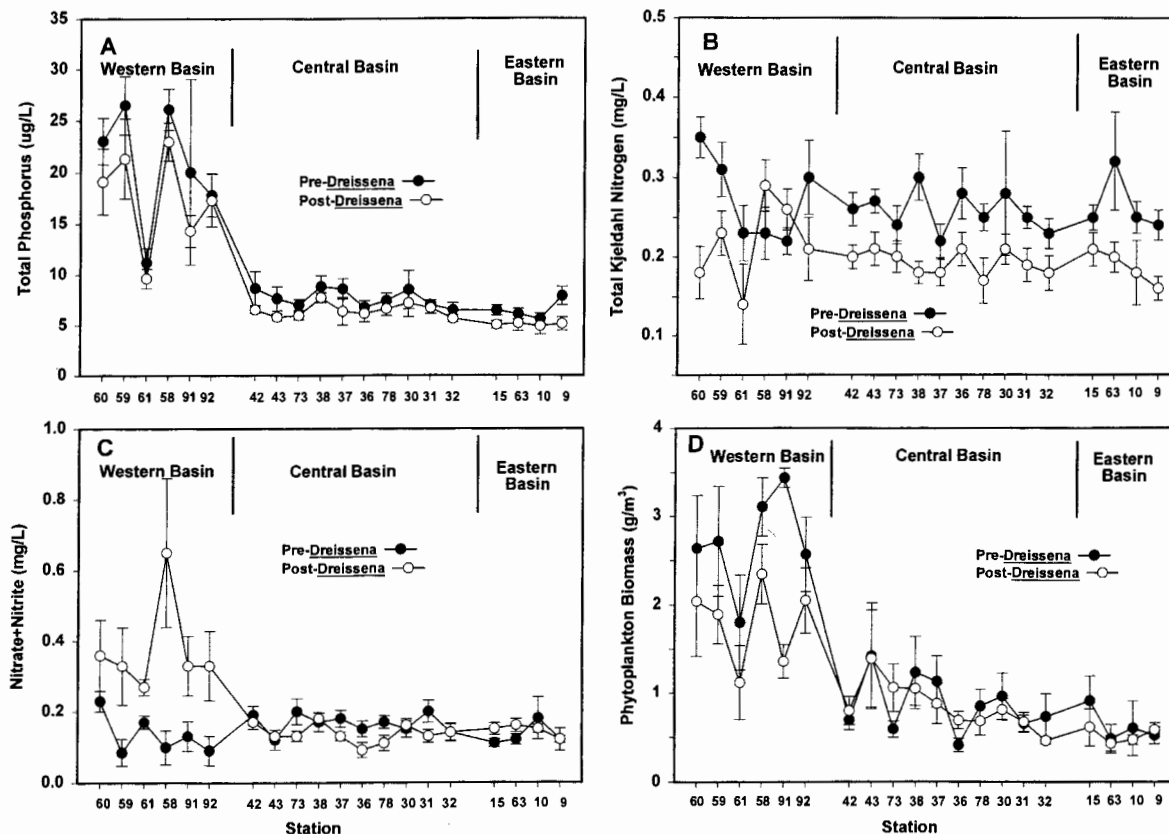 A
Western Basin
Central Basin
Eastern
Basin
Pre-Dreissena
Post-Dreissena
Total Phosphorus (ug/L)
35
30
25
20
15
10
5
0
60 59 61 58 91 92 42 43 73 38 37 36 78 30 31 32 15 63 10 9
B
Western Basin
Central Basin
Eastern
Basin
Pre-Dreissena
Post-Dreissena
Total Kjeldahl Nitrogen (mg/L)
0.5
0.4
0.3
0.2
0.1
60 59 61 58 91 92 42 43 73 38 37 36 78 30 31 32 15 63 10 9
C
Western Basin
Central Basin
Eastern
Basin
Pre-Dreissena
Post-Dreissena
Nitrate+Nitrite (mg/L)
1.0
0.8
0.6
0.4
0.2
0.0
60 59 61 58 91 92 42 43 73 38 37 36 78 30 31 32 15 63 10 9
Station
D
Western Basin
Central Basin
Eastern
Basin
Pre-Dreissena
Post-Dreissena
Phytoplankton Biomass (g/m³)
4
3
2
1
0
60 59 61 58 91 92 42 43 73 38 37 36 78 30 31 32 15 63 10 9
Station